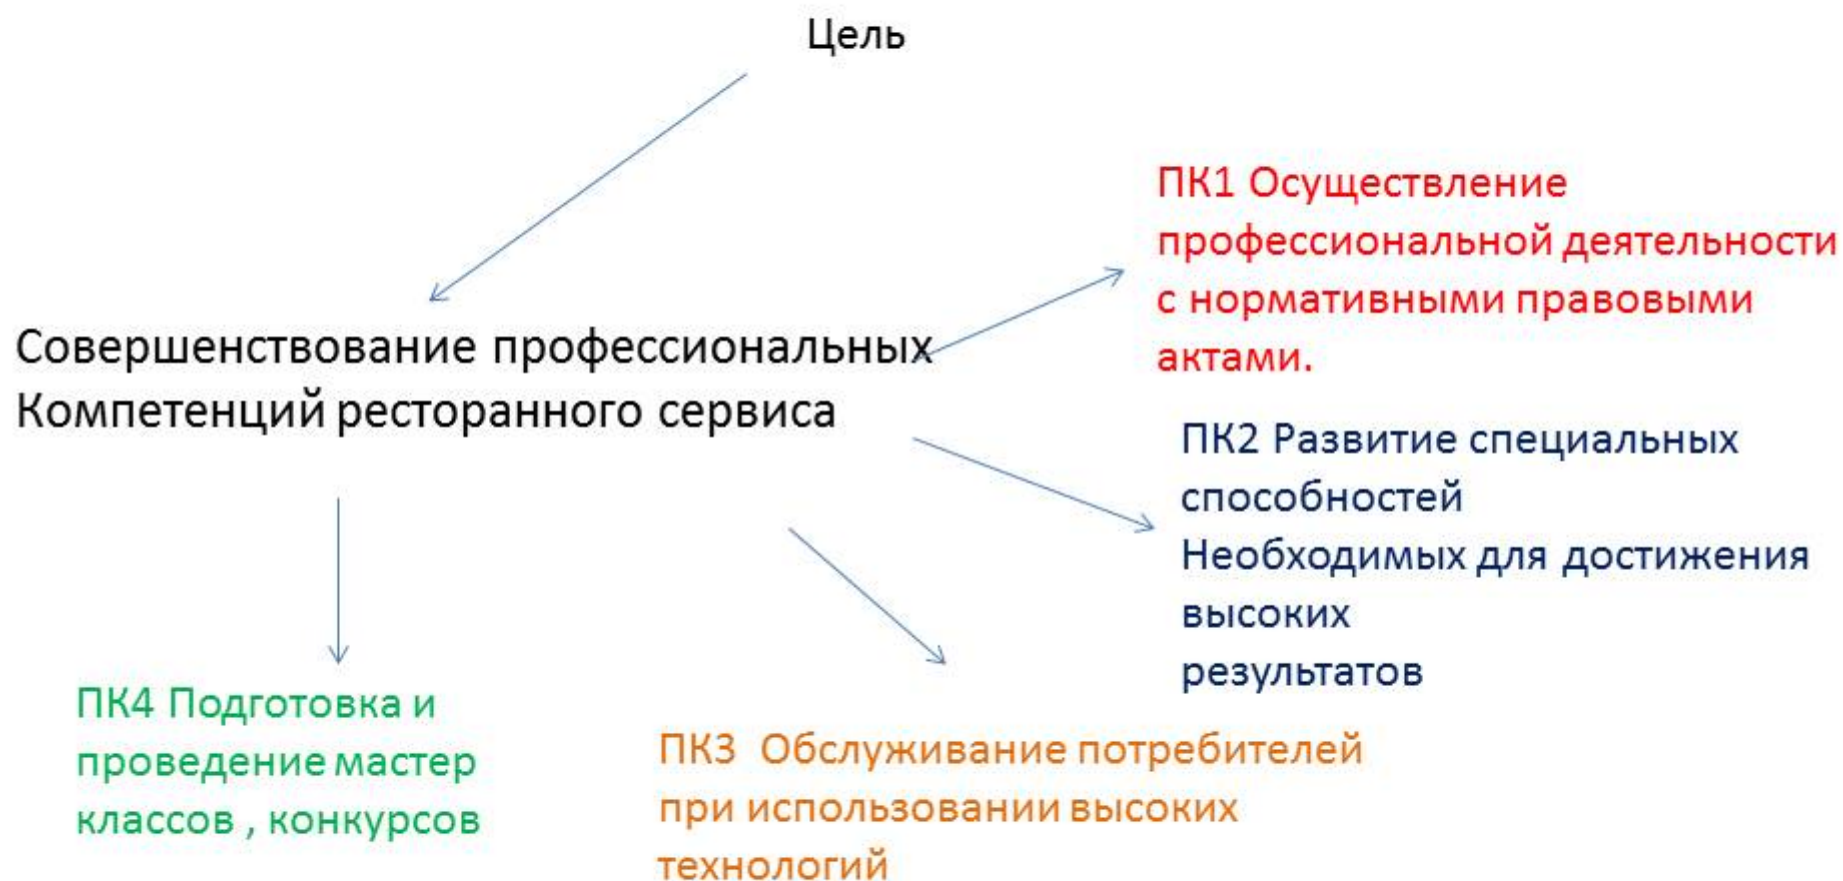 Цель
Совершенствование профессиональных
Компетенций ресторанного сервиса
ПК1 Осуществление
профессиональной деятельности
с нормативными правовыми
актами.
ПК2 Развитие специальных
способностей
Необходимых для достижения
высоких
результатов
ПК3 Обслуживание потребителей
при использовании высоких
технологий
ПК4 Подготовка и
проведение мастер
классов , конкурсов